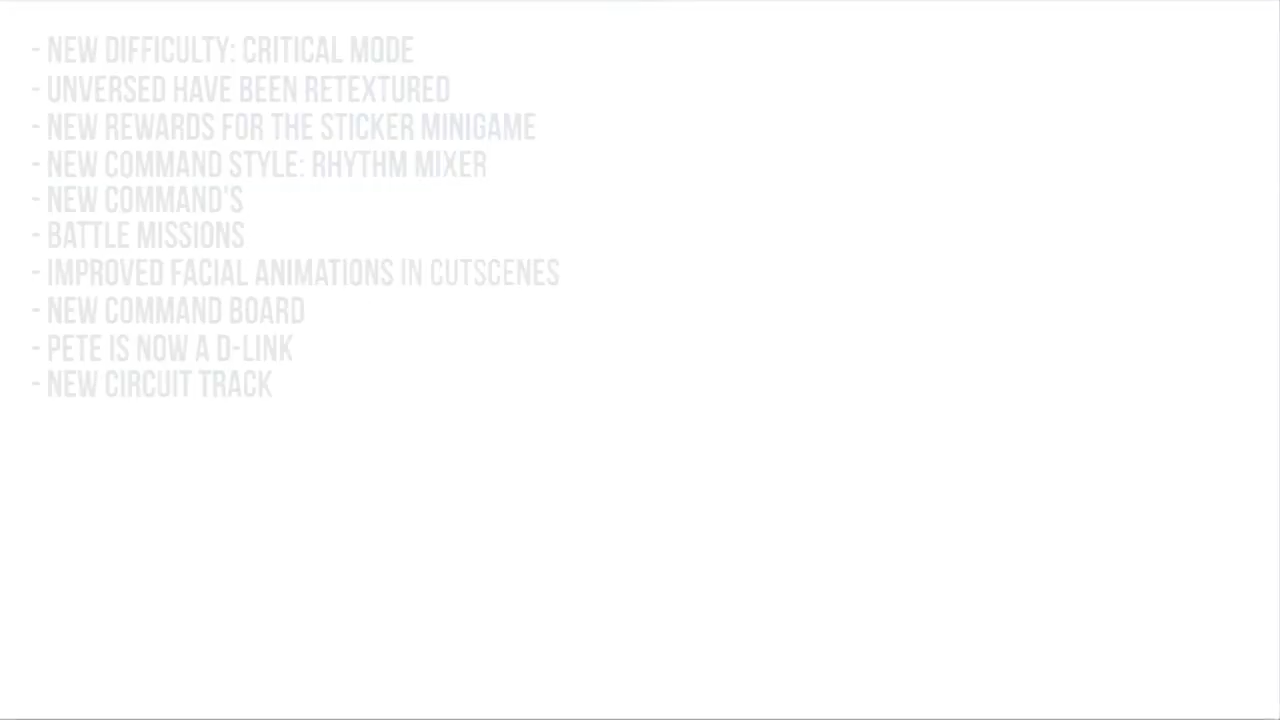 - NEW DIFFICULTY: CRITICAL MODE
- UNVERSED HAVE BEEN RETEXTURED
- NEW REWARDS FOR THE STICKER MINIGAME
- NEW COMMAND STYLE: RHYTHM MIXER
- NEW COMMAND'S
- BATTLE MISSIONS
- IMPROVED FACIAL ANIMATIONS IN CUTSCENES
- NEW COMMAND BOARD
- PETE IS NOW A D-LINK
- NEW CIRCUIT TRACK